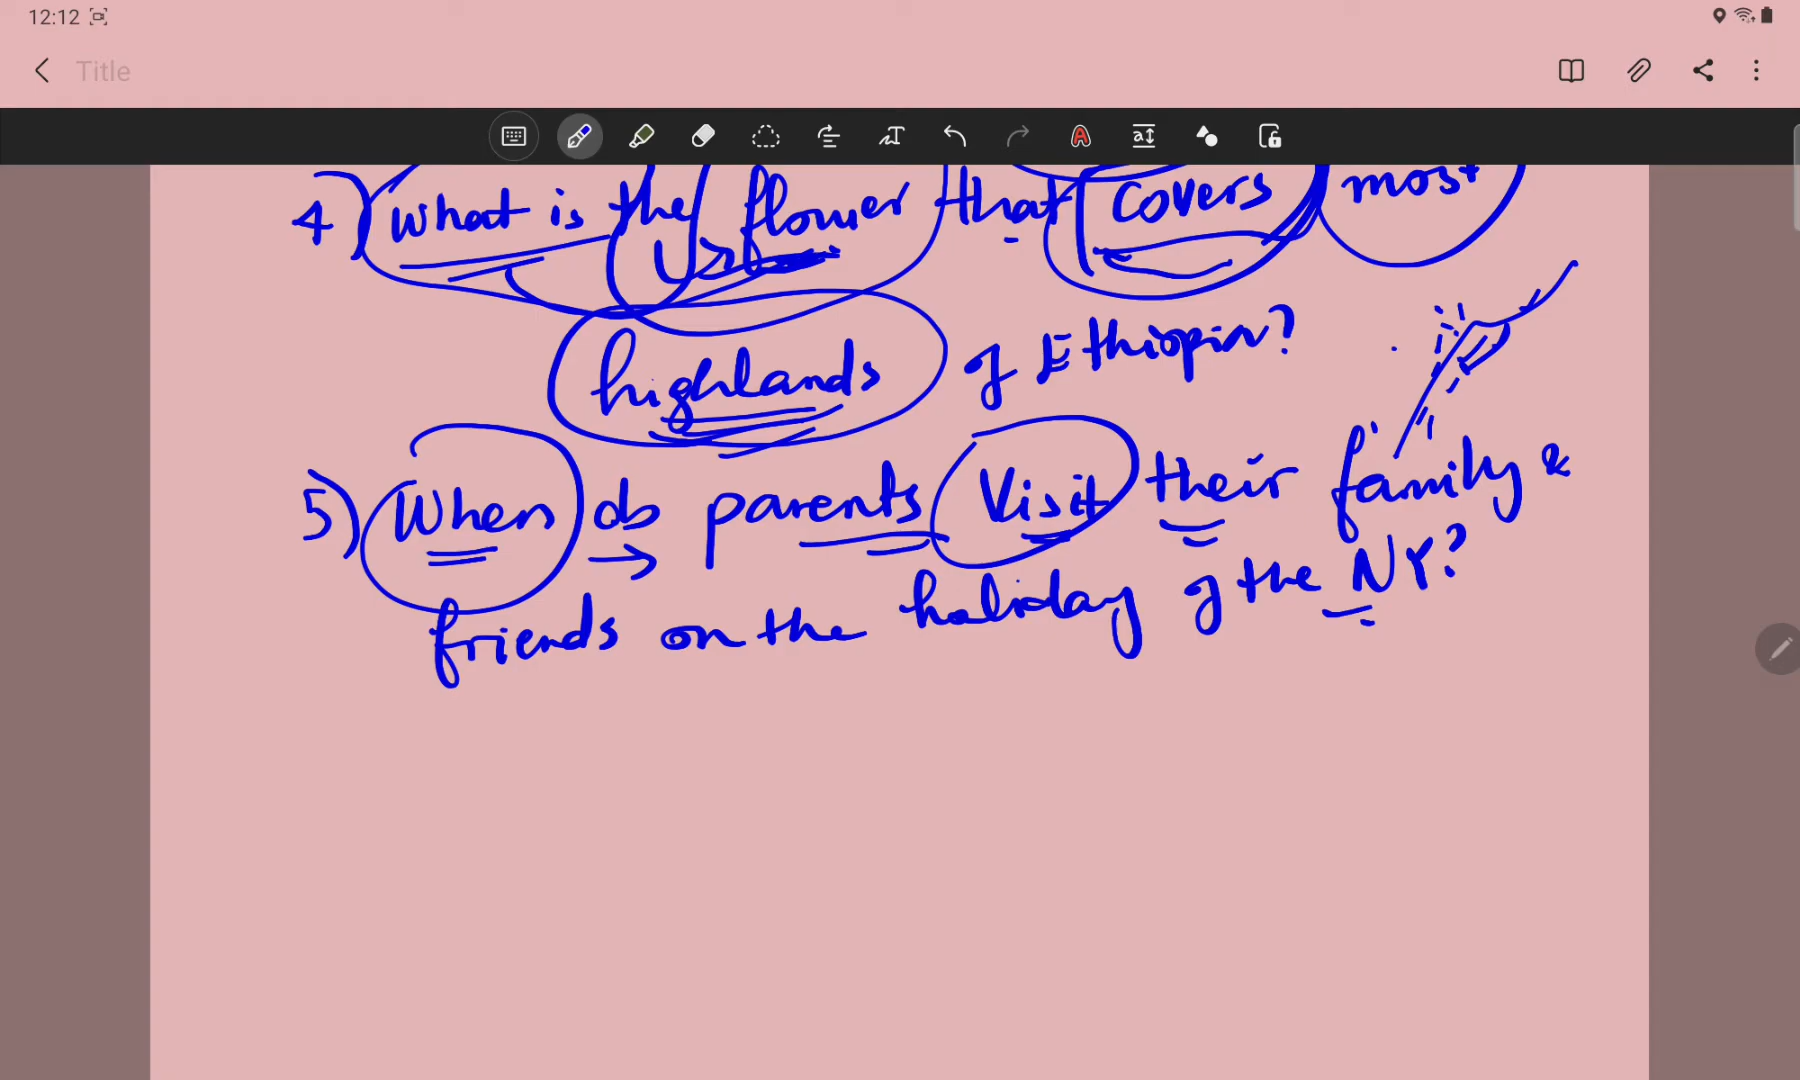 12:12
Title
4) What is the flower that covers most
highlands of Ethiopia?
5) When do parents visit their family &
friends on the holiday of the NY?